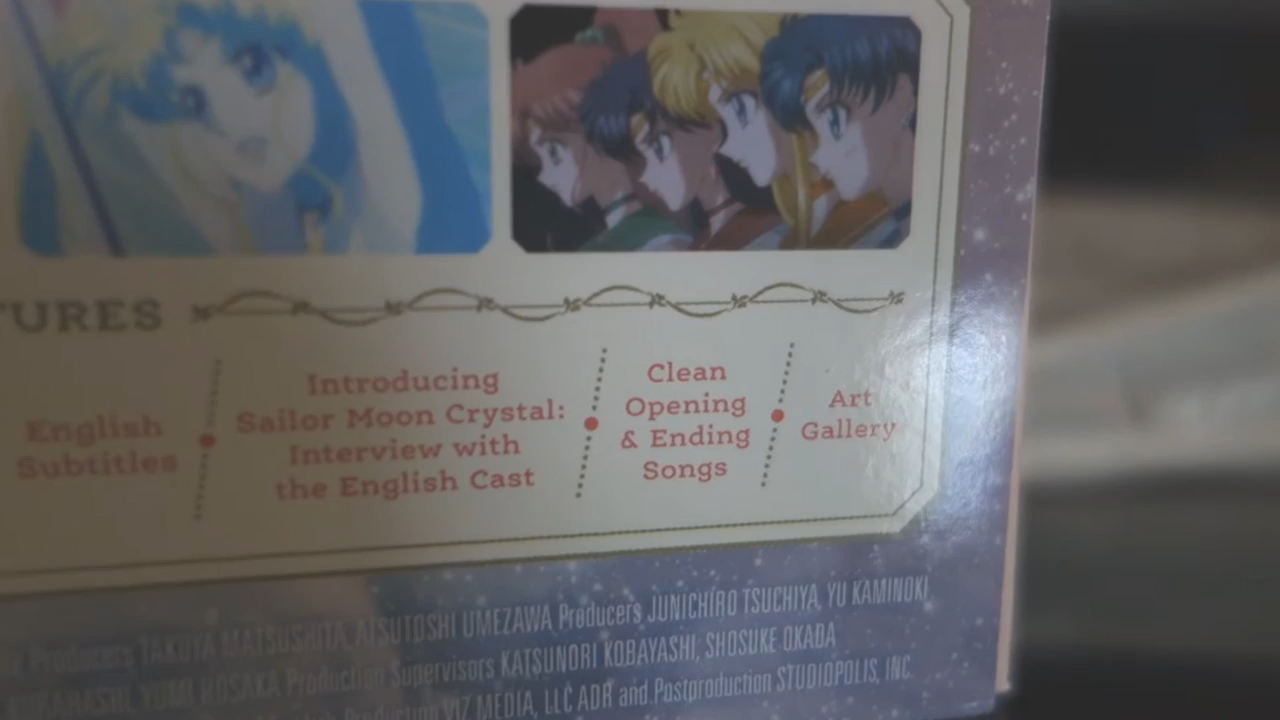 TURES
English
Subtitles
Introducing
Sailor Moon Crystal:
Interview with
the English Cast
Clean
Opening
& Ending
Songs
Art
Gallery
Producers TAKUYA MATSUSHITA, ATSUTOSHI UMEZAWA Producers JUNICHIRO TSUCHIYA, YU KAMINOKI
YUMI HOSAKA Production Supervisors KATSUNORI KOBAYASHI, SHOSUKE OKADA
Production VIZ MEDIA, LLC ADR and Postproduction STUDIOPOLIS, INC.